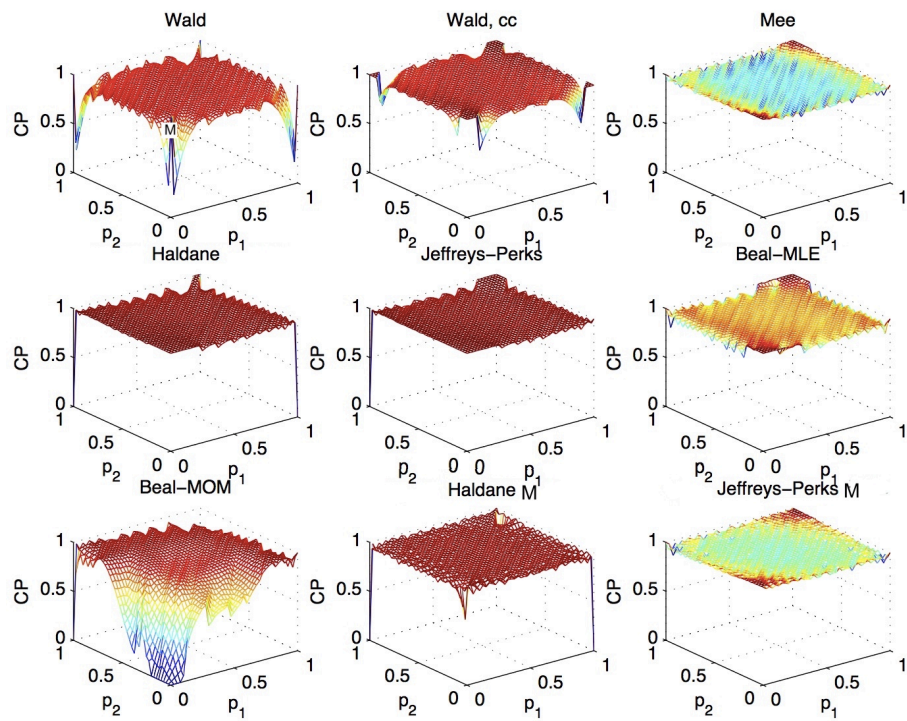 Wald Wald, cc Mee
1 1 1
CP 0.5 CP 0.5 CP 0.5
M
0 0 0
1 1 1
0.5 0.5 0.5
p2 0 0 0.5 1 p1 p2 0 0 0.5 1 p1 p2 0 0 0.5 1 p1
Haldane Jeffreys−Perks Beal−MLE
1 1 1
CP 0.5 CP 0.5 CP 0.5
0 0 0
1 1 1
0.5 0.5 0.5
p2 0 0 0.5 1 p1 p2 0 0 0.5 1 p1 p2 0 0 0.5 1 p1
Beal−MOM Haldane M Jeffreys−Perks M
1 1 1
CP 0.5 CP 0.5 CP 0.5
0 0 0
1 1 1
0.5 0.5 0.5
p2 0 0 0.5 1 p1 p2 0 0 0.5 1 p1 p2 0 0 0.5 1 p1